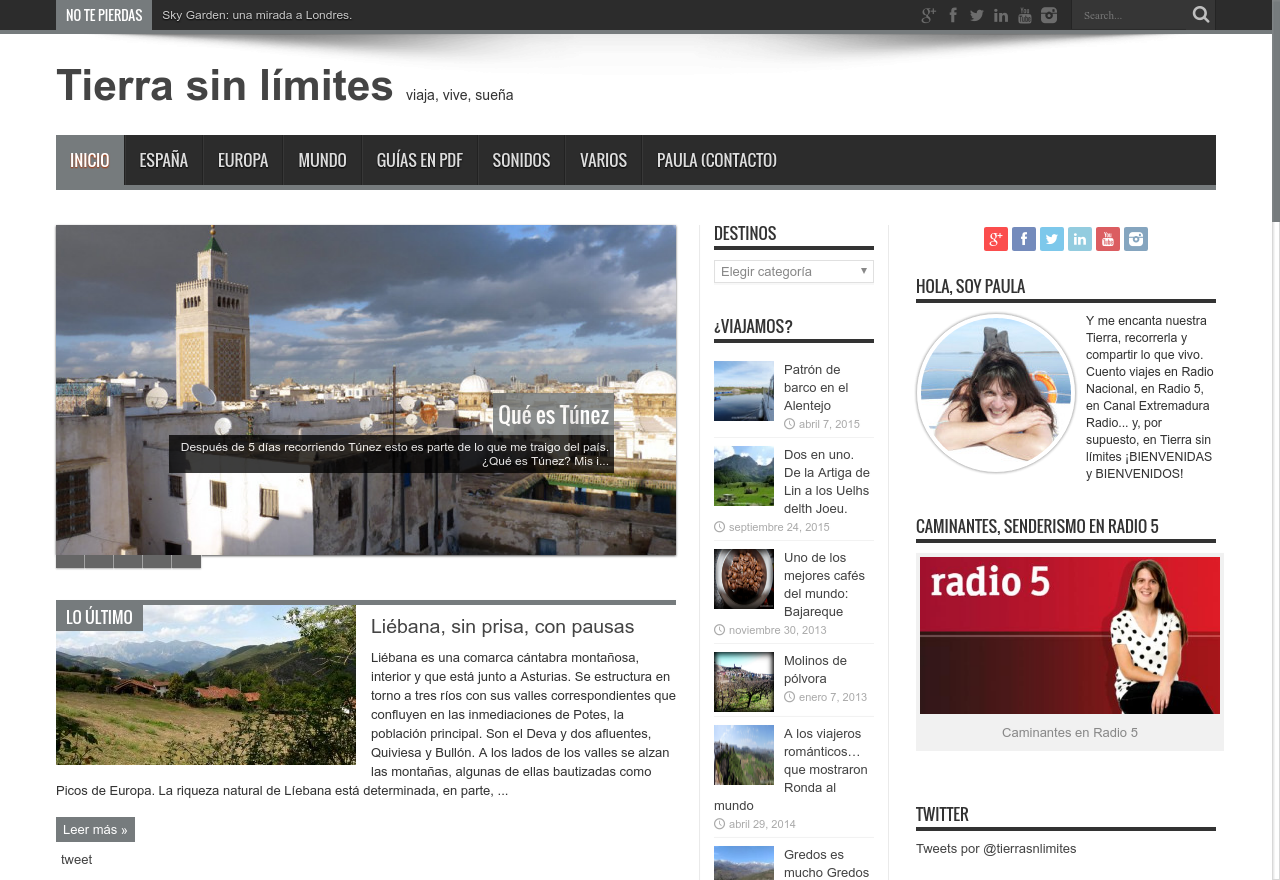 NO TE PIERDAS
Sky Garden: una mirada a Londres.
Search...
Tierra sin límites
viaja, vive, sueña
INICIO
ESPAÑA
EUROPA
MUNDO
GUÍAS EN PDF
SONIDOS
VARIOS
PAULA (CONTACTO)
Qué es Túnez
Después de 5 días recorriendo Túnez esto es parte de lo que me traigo del país.
¿Qué es Túnez? Mis i...
LO ÚLTIMO
Liébana, sin prisa, con pausas
Liébana es una comarca cántabra montañosa,
interior y que está junto a Asturias. Se estructura en
torno a tres ríos con sus valles correspondientes que
confluyen en las inmediaciones de Potes, la
población principal. Son el Deva y dos afluentes,
Quiviesa y Bullón. A los lados de los valles se alzan
las montañas, algunas de ellas bautizadas como
Picos de Europa. La riqueza natural de Líebana está determinada, en parte, ...
Leer más »
tweet
DESTINOS
Elegir categoría
¿VIAJAMOS?
Patrón de
barco en el
Alentejo
abril 7, 2015
Dos en uno.
De la Artiga de
Lin a los Uelhs
delth Joeu.
septiembre 24, 2015
Uno de los
mejores cafés
del mundo:
Bajareque
noviembre 30, 2013
Molinos de
pólvora
enero 7, 2013
A los viajeros
románticos…
que mostraron
Ronda al
mundo
abril 29, 2014
Gredos es
mucho Gredos
HOLA, SOY PAULA
Y me encanta nuestra
Tierra, recorrerla y
compartir lo que vivo.
Cuento viajes en Radio
Nacional, en Radio 5,
en Canal Extremadura
Radio... y, por
supuesto, en Tierra sin
límites ¡BIENVENIDAS
y BIENVENIDOS!
CAMINANTES, SENDERISMO EN RADIO 5
radio 5
Caminantes en Radio 5
TWITTER
Tweets por @tierrasnlimites